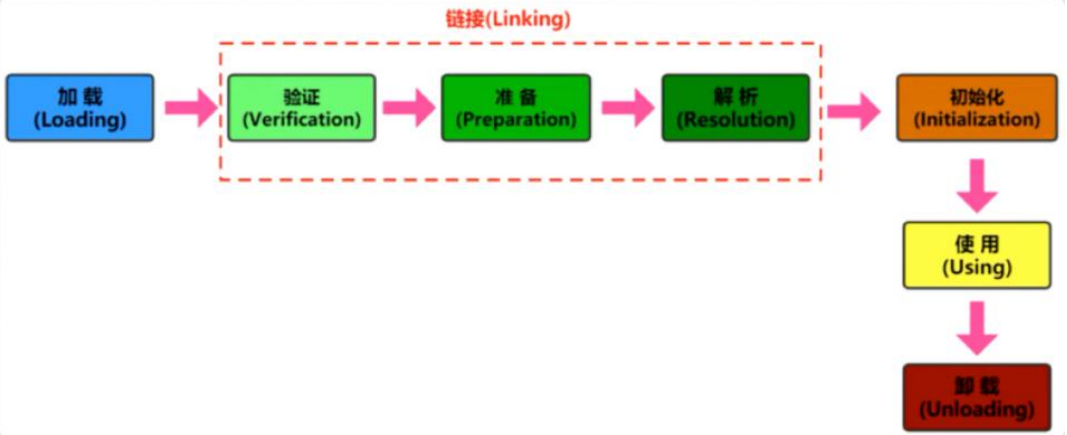 链接(Linking)
加 载
(Loading)
验证
(Verification)
准 备
(Preparation)
解 析
(Resolution)
初始化
(Initialization)
使 用
(Using)
卸 载
(Unloading)